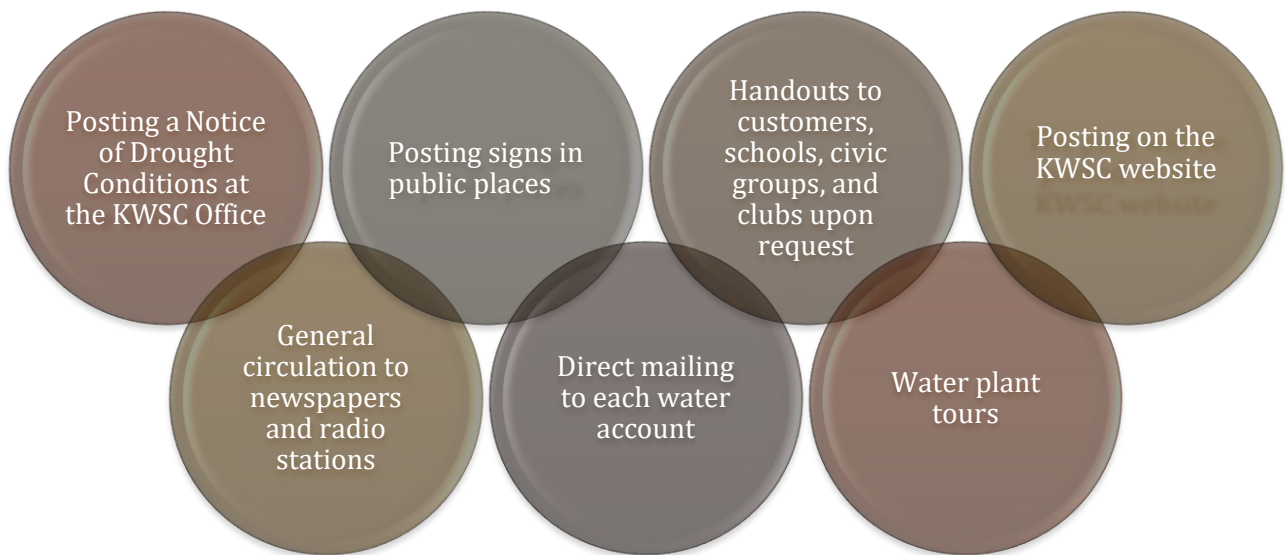 Posting a Notice
of Drought
Conditions at
the KWSC Office
General
circulation to
newspapers
and radio
stations
Posting signs in
public places
Direct mailing
to each water
account
Handouts to
customers,
schools, civic
groups, and
clubs upon
request
Water plant
tours
Posting on the
KWSC website